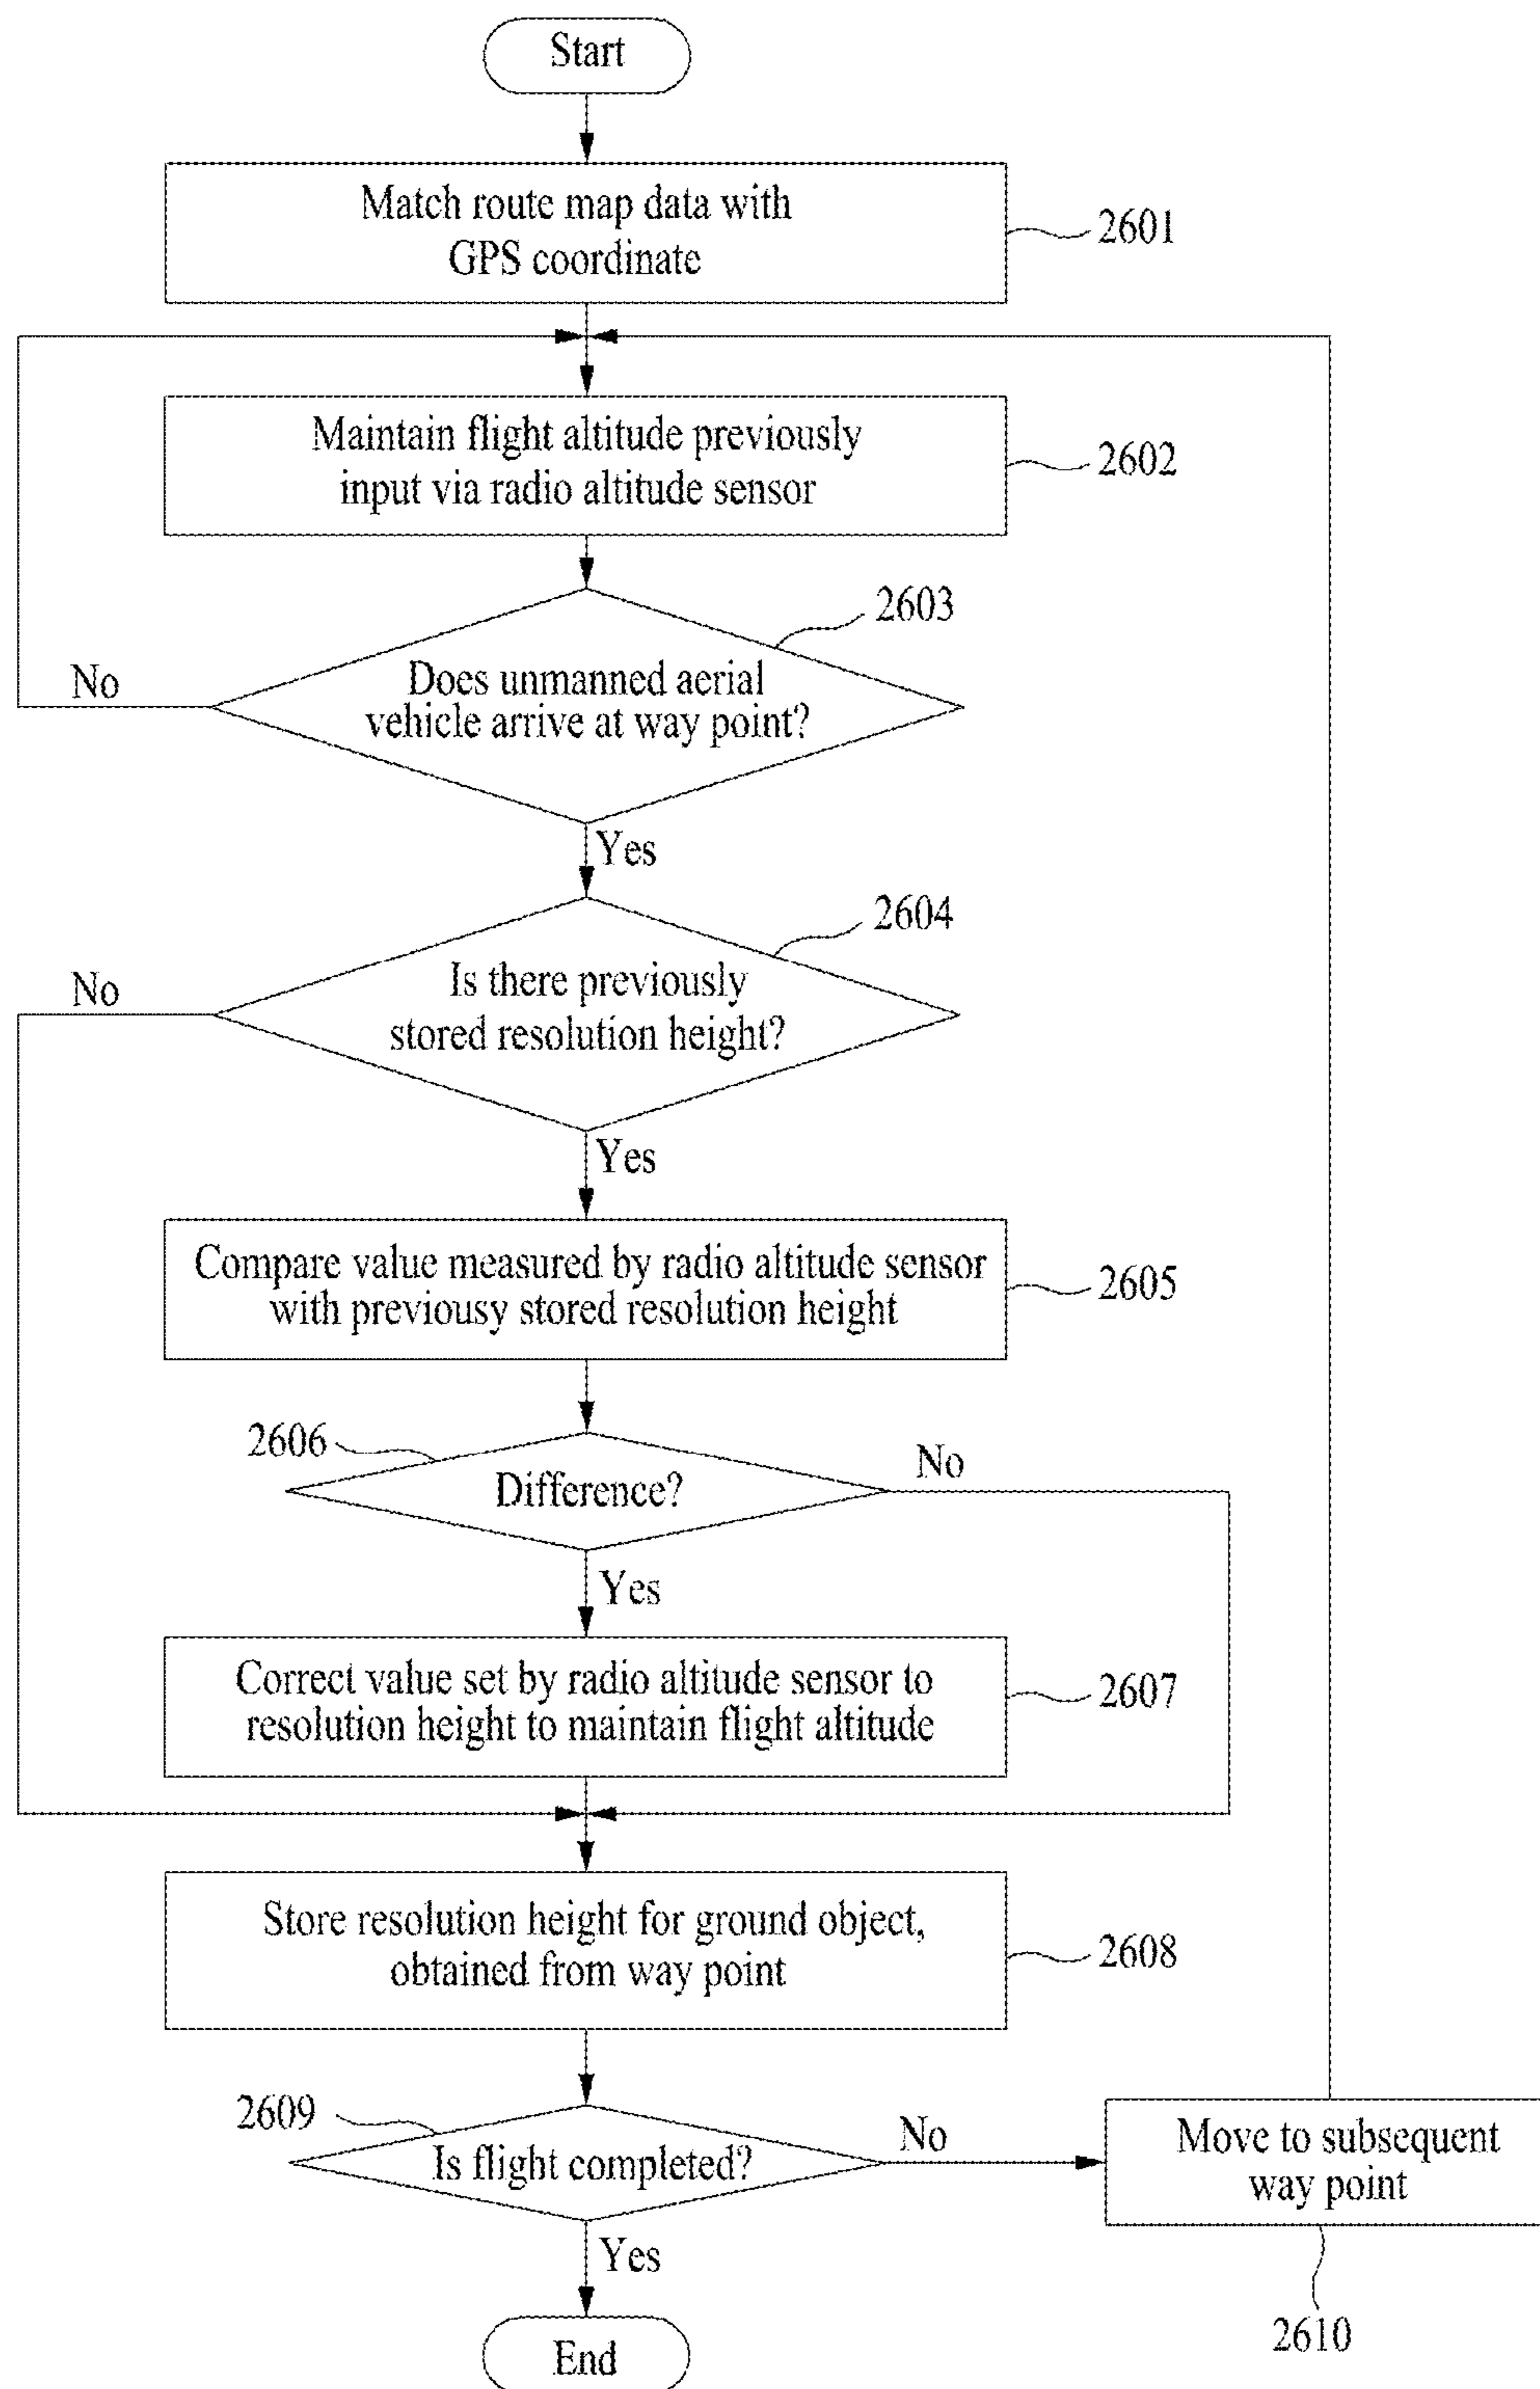 Start
Match route map data with
GPS coordinate
2601
Maintain flight altitude previously
input via radio altitude sensor
2602
2603
Does unmanned aerial
vehicle arrive at way point?
No
Yes
2604
Is there previously
stored resolution height?
No
Yes
Compare value measured by radio altitude sensor
with previousy stored resolution height
2605
2606
Difference?
No
Yes
Correct value set by radio altitude sensor to
resolution height to maintain flight altitude
2607
Store resolution height for ground object,
obtained from way point
2608
2609
Is flight completed?
No
Move to subsequent
way point
2610
Yes
End